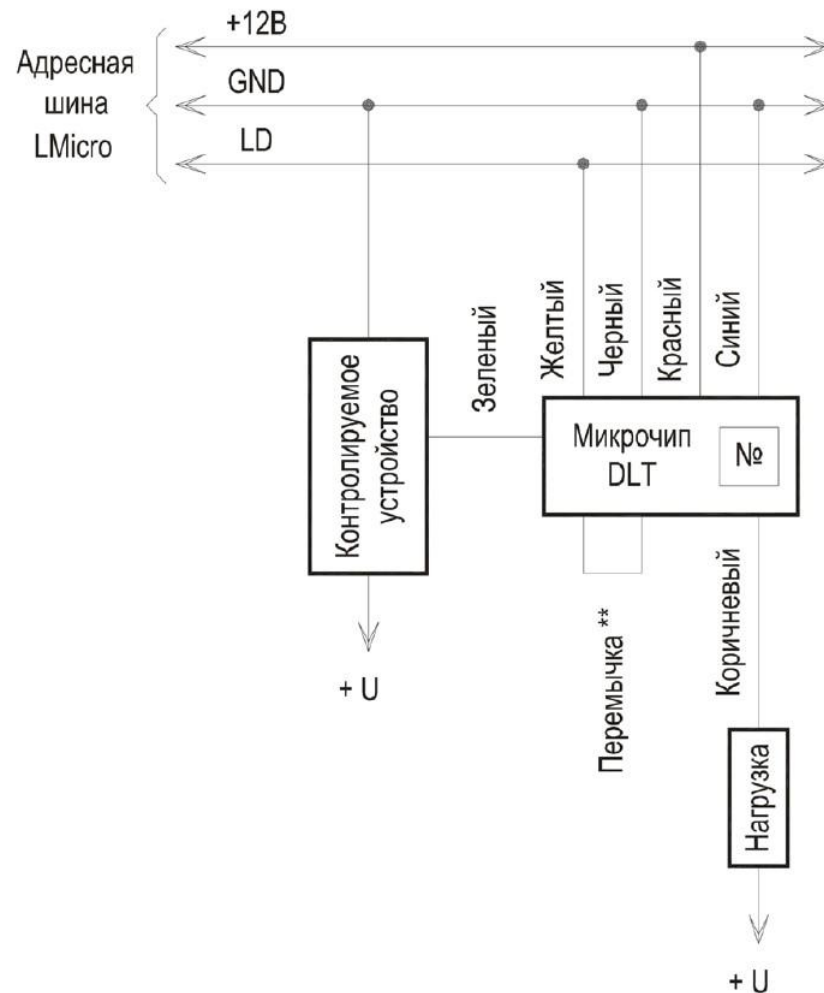 Адресная
шина
LMicro
+12В
GND
LD
Зеленый
Желтый
Черный
Красный
Синий
Контролируемое
устройство
Микрочип
DLT
№
+ U
Перемычка **
Коричневый
Нагрузка
+ U